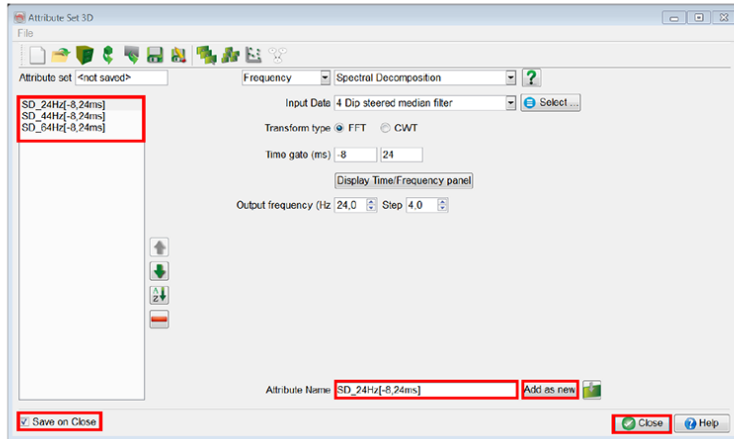 Attribute Set 3D
File
Attribute set <not saved> Frequency Spectral Decomposition ?
SD_24Hz[-8,24ms]
SD_44Hz[-8,24ms]
SD_64Hz[-8,24ms]
Input Data 4 Dip steered median filter Select ...
Transform type FFT CWT
Time gate (ms) -8 24
Display Time/Frequency panel
Output frequency (Hz 24.0 Step 4.0
A
Z
Attribute Name SD_24Hz[-8,24ms] Add as new
Save on Close Close ? Help